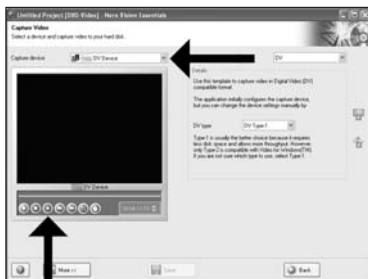 Untitled Project [DVD-Video] - Nero Vision Essentials
Capture Video
Select a device and capture video to your hard disk.
Capture device:
DV Device
DV
Details
Use this template to capture video in Digital Video (DV)
compatible format.
The application initially configures the capture device,
but you can change the device settings manually by
DV type
DV Type-1
Type-1 is usually the better choice because it requires
less disk space and allows more throughput. However,
only Type-2 is compatible with Video for Windows(TM).
If you are not sure which type to use, select Type-1.
DV Device
More >>
Save
Back